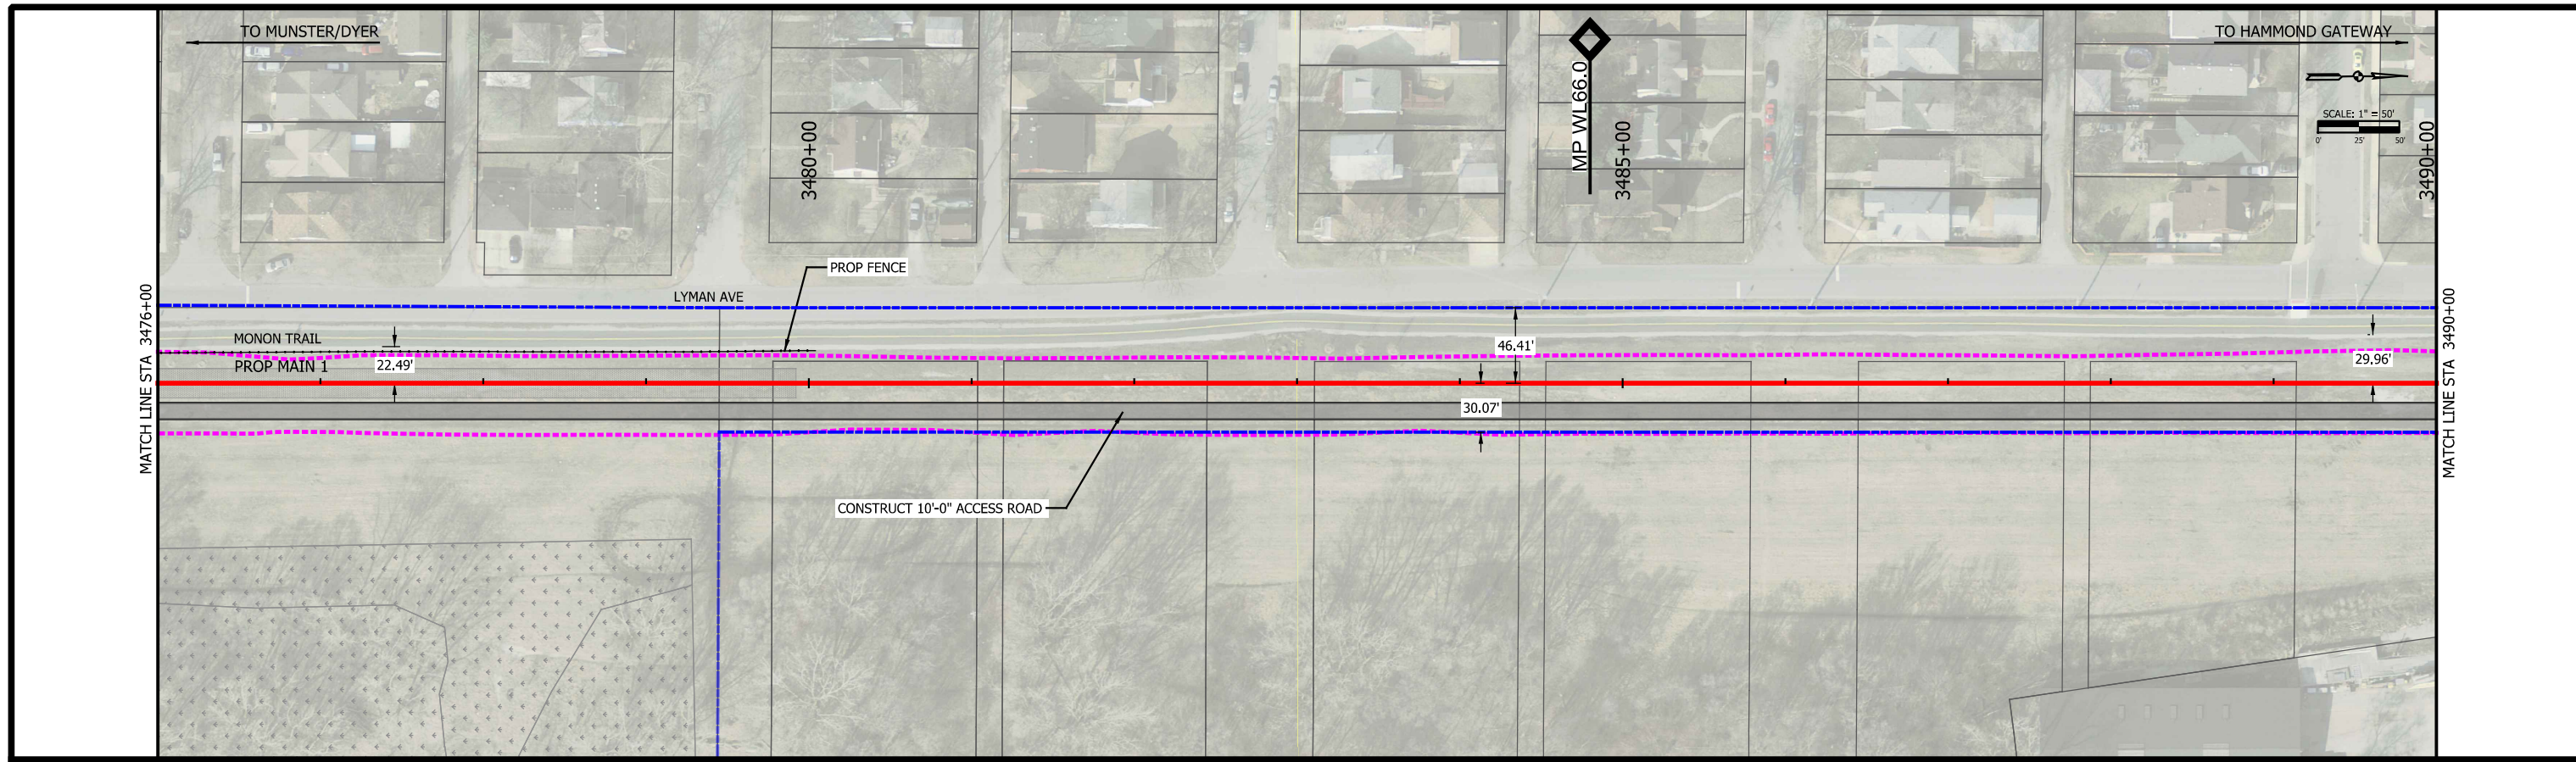 TO MUNSTER/DYER
TO HAMMOND GATEWAY
SCALE: 1" = 50'
0' 25' 50'
MP WL66.0
3480+00
3485+00
3490+00
PROP FENCE
LYMAN AVE
MATCH LINE STA 3476+00
MATCH LINE STA 3490+00
MONON TRAIL
PROP MAIN 1
22.49'
46.41'
29.96'
30.07'
CONSTRUCT 10'-0" ACCESS ROAD